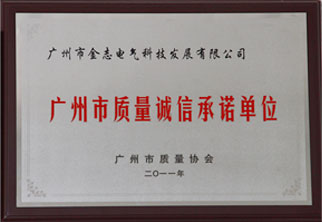 广州市金志电气科技发展有限公司
广州市质量诚信承诺单位
广州市质量协会
二〇一一年